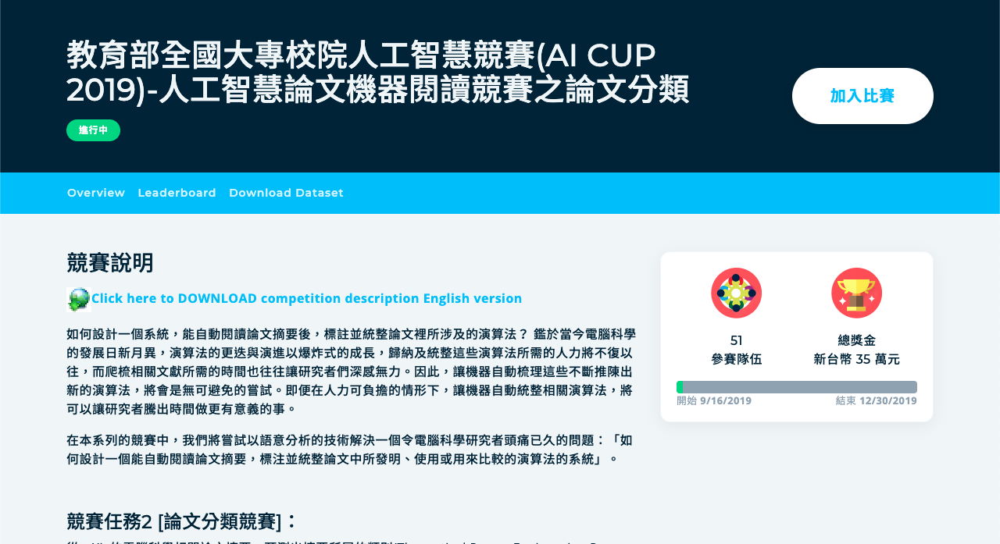 教育部全國大專校院人工智慧競賽(AI CUP
2019)-人工智慧論文機器閱讀競賽之論文分類
進行中
加入比賽
Overview Leaderboard Download Dataset
競賽說明
Click here to DOWNLOAD competition description English version
如何設計一個系統，能自動閱讀論文摘要後，標註並統整論文裡所涉及的演算法？ 鑑於當今電腦科學
的發展日新月異，演算法的更迭與演進以爆炸式的成長，歸納及統整這些演算法所需的人力將不復以
往，而爬梳相關文獻所需的時間也往往讓研究者們深感無力。因此，讓機器自動梳理這些不斷推陳出
新的演算法，將會是無可避免的嘗試。即便在人力可負擔的情形下，讓機器自動統整相關演算法，將
可以讓研究者騰出時間做更有意義的事。
在本系列的競賽中，我們將嘗試以語意分析的技術解決一個令電腦科學研究者頭痛已久的問題：「如
何設計一個能自動閱讀論文摘要，標注並統整論文中所發明、使用或用來比較的演算法的系統」。
競賽任務2 [論文分類競賽]：
51
參賽隊伍
總獎金
新台幣 35 萬元
開始 9/16/2019
結束 12/30/2019